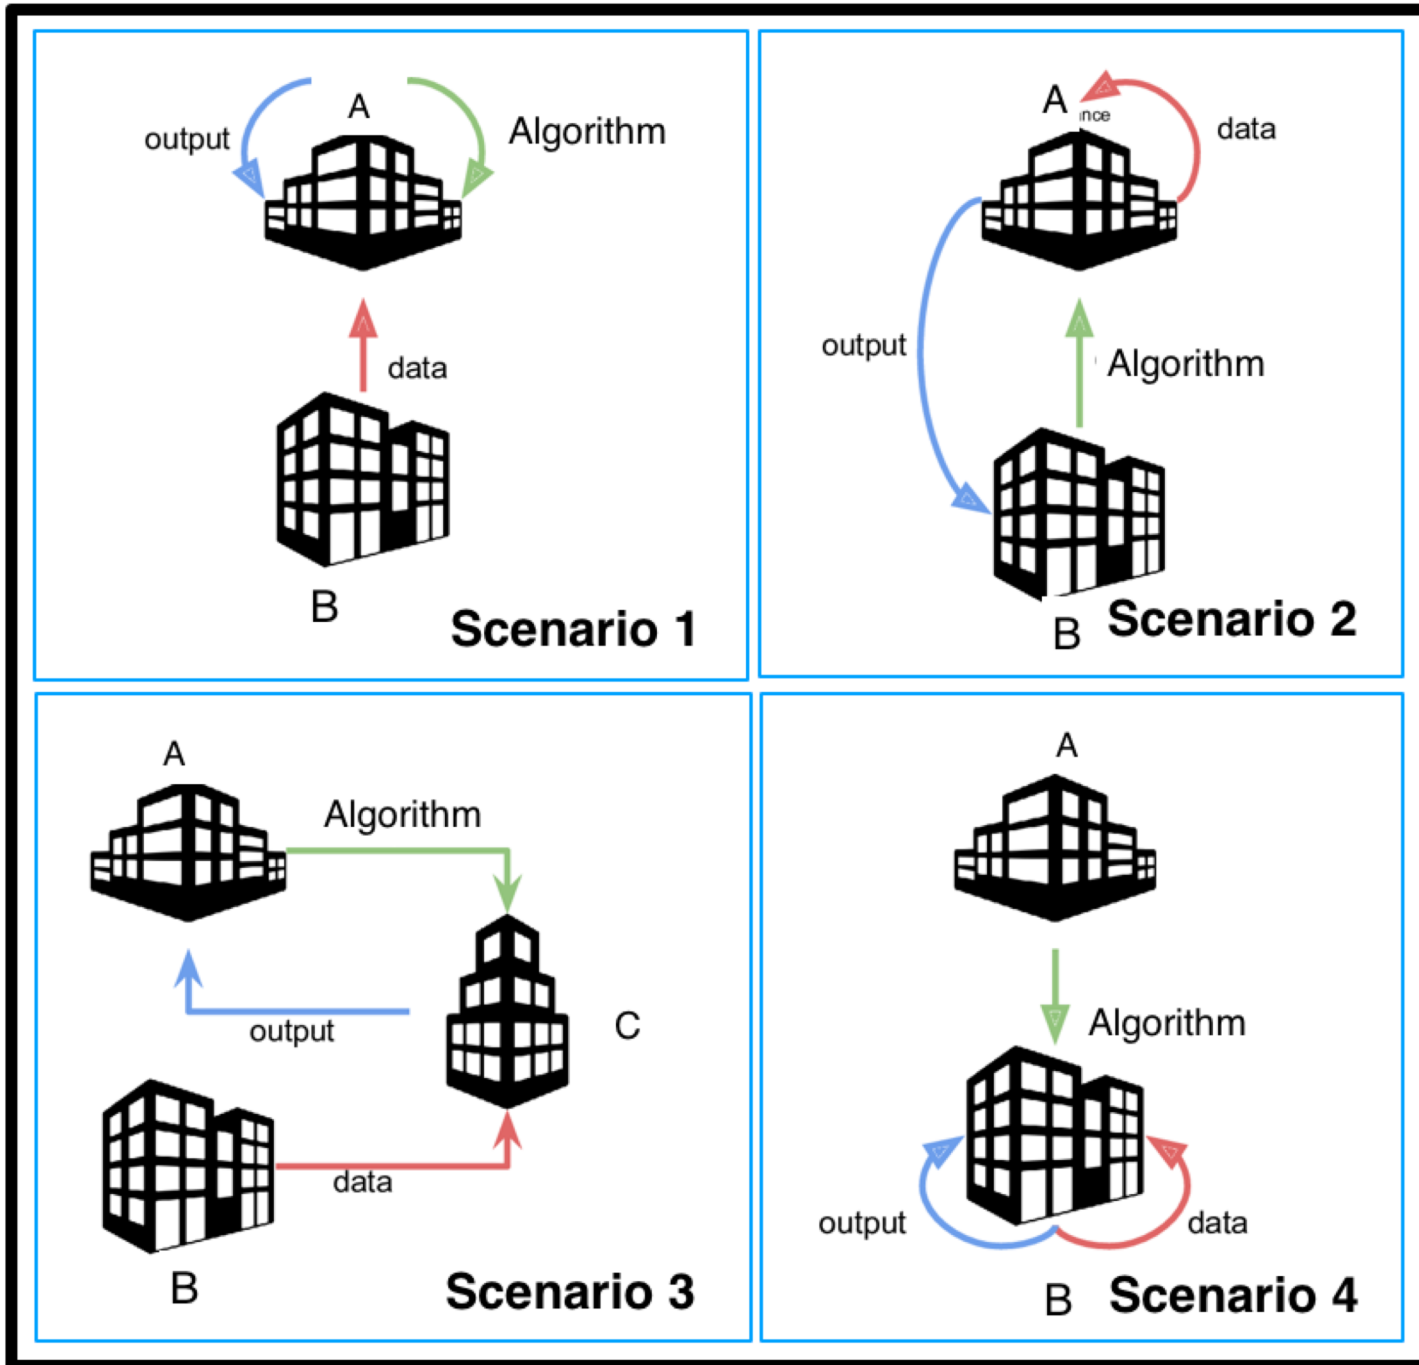 A
output
Algorithm
data
B
Scenario 1
A
nce
data
output
Algorithm
B
Scenario 2
A
Algorithm
output
C
data
B
Scenario 3
A
Algorithm
output
data
B
Scenario 4